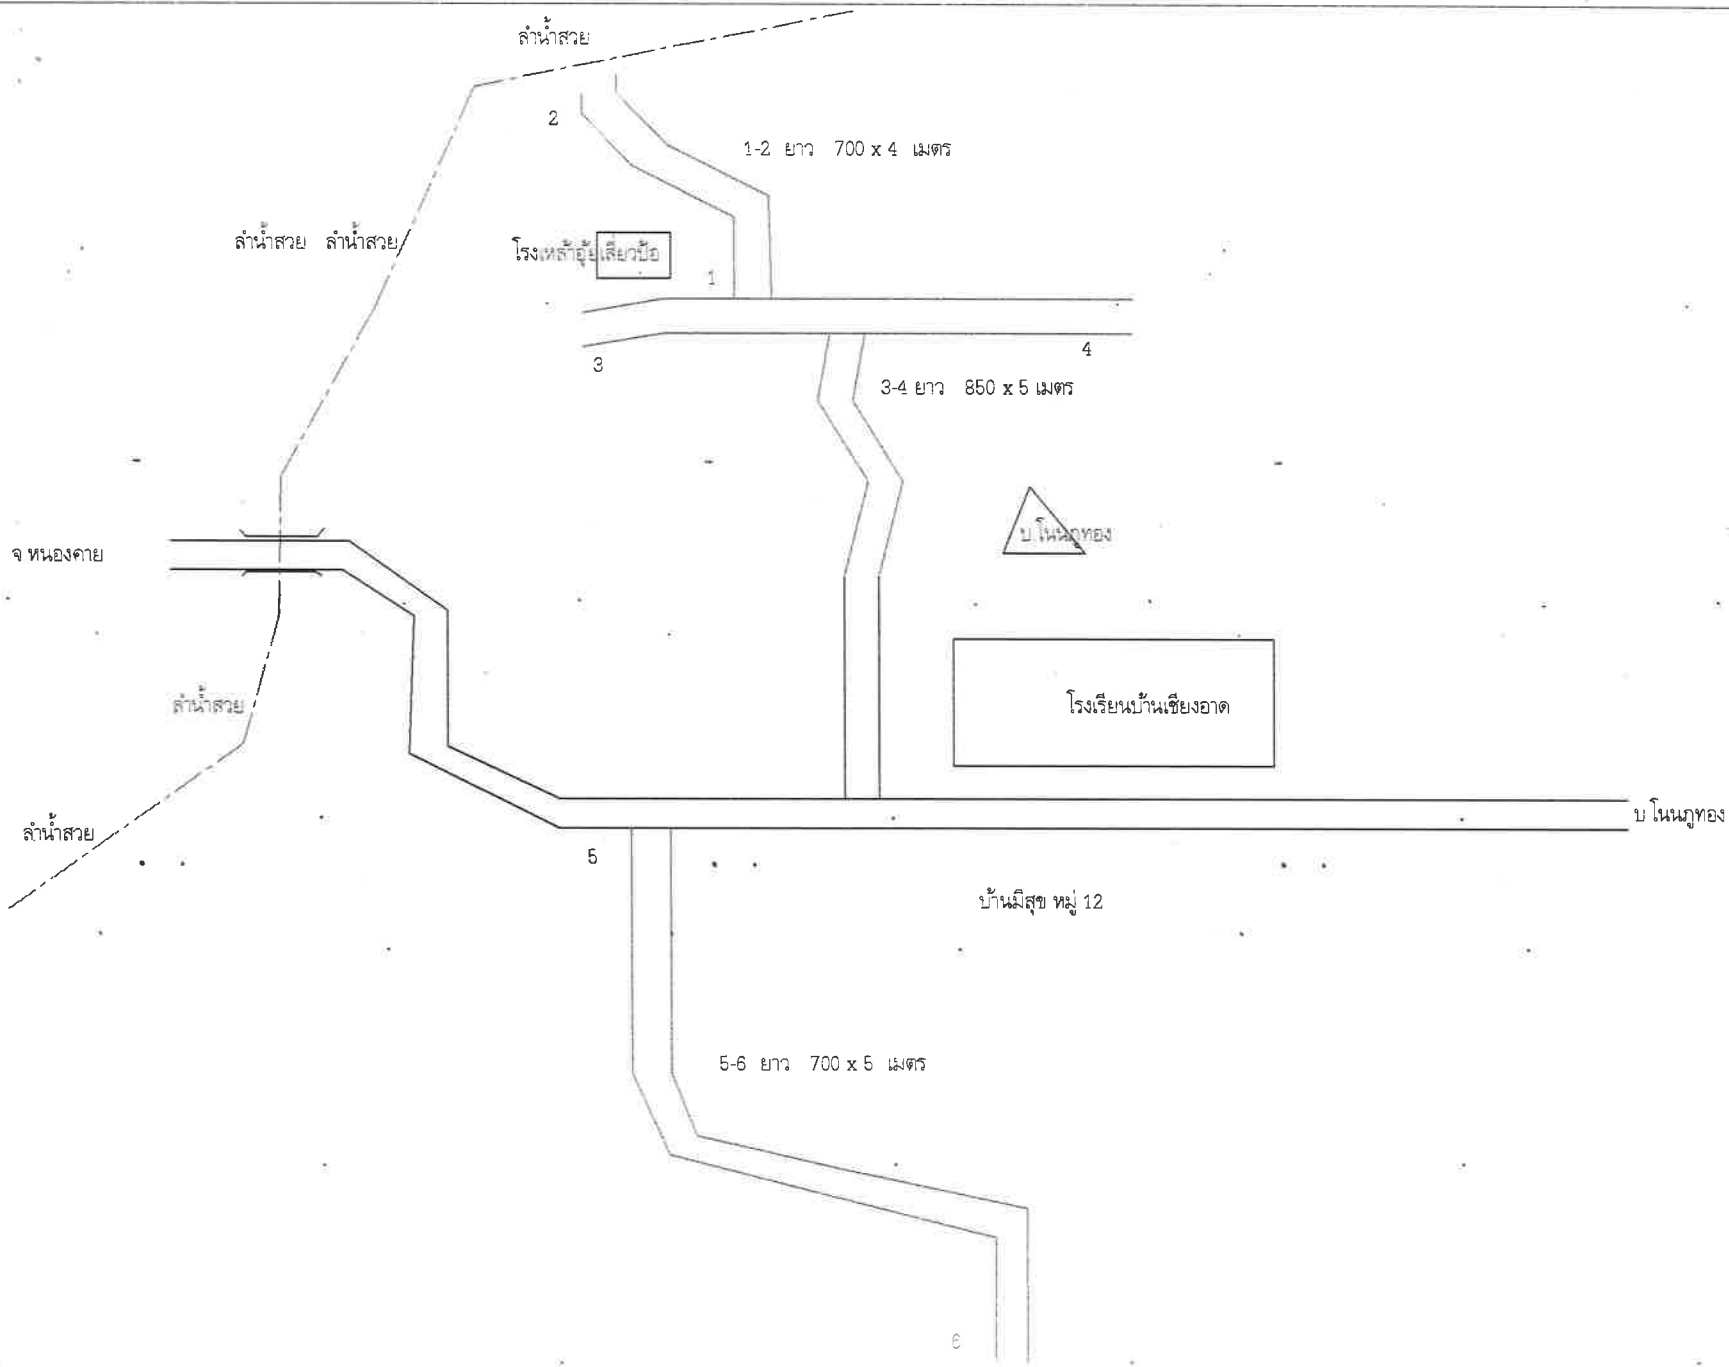 ลำน้ำสวย
2
1-2 ยาว 700 x 4 เมตร
ลำน้ำสวย ลำน้ำสวย
โรงเหล้าอุ้ยเสี่ยวป้อ
1
3
4
3-4 ยาว 850 x 5 เมตร
บ.โนนภูทอง
จ หนองคาย
ลำน้ำสวย
โรงเรียนบ้านเชียงอาด
บ โนนภูทอง
ลำน้ำสวย
5
บ้านมีสุข หมู่ 12
5-6 ยาว 700 x 5 เมตร
6